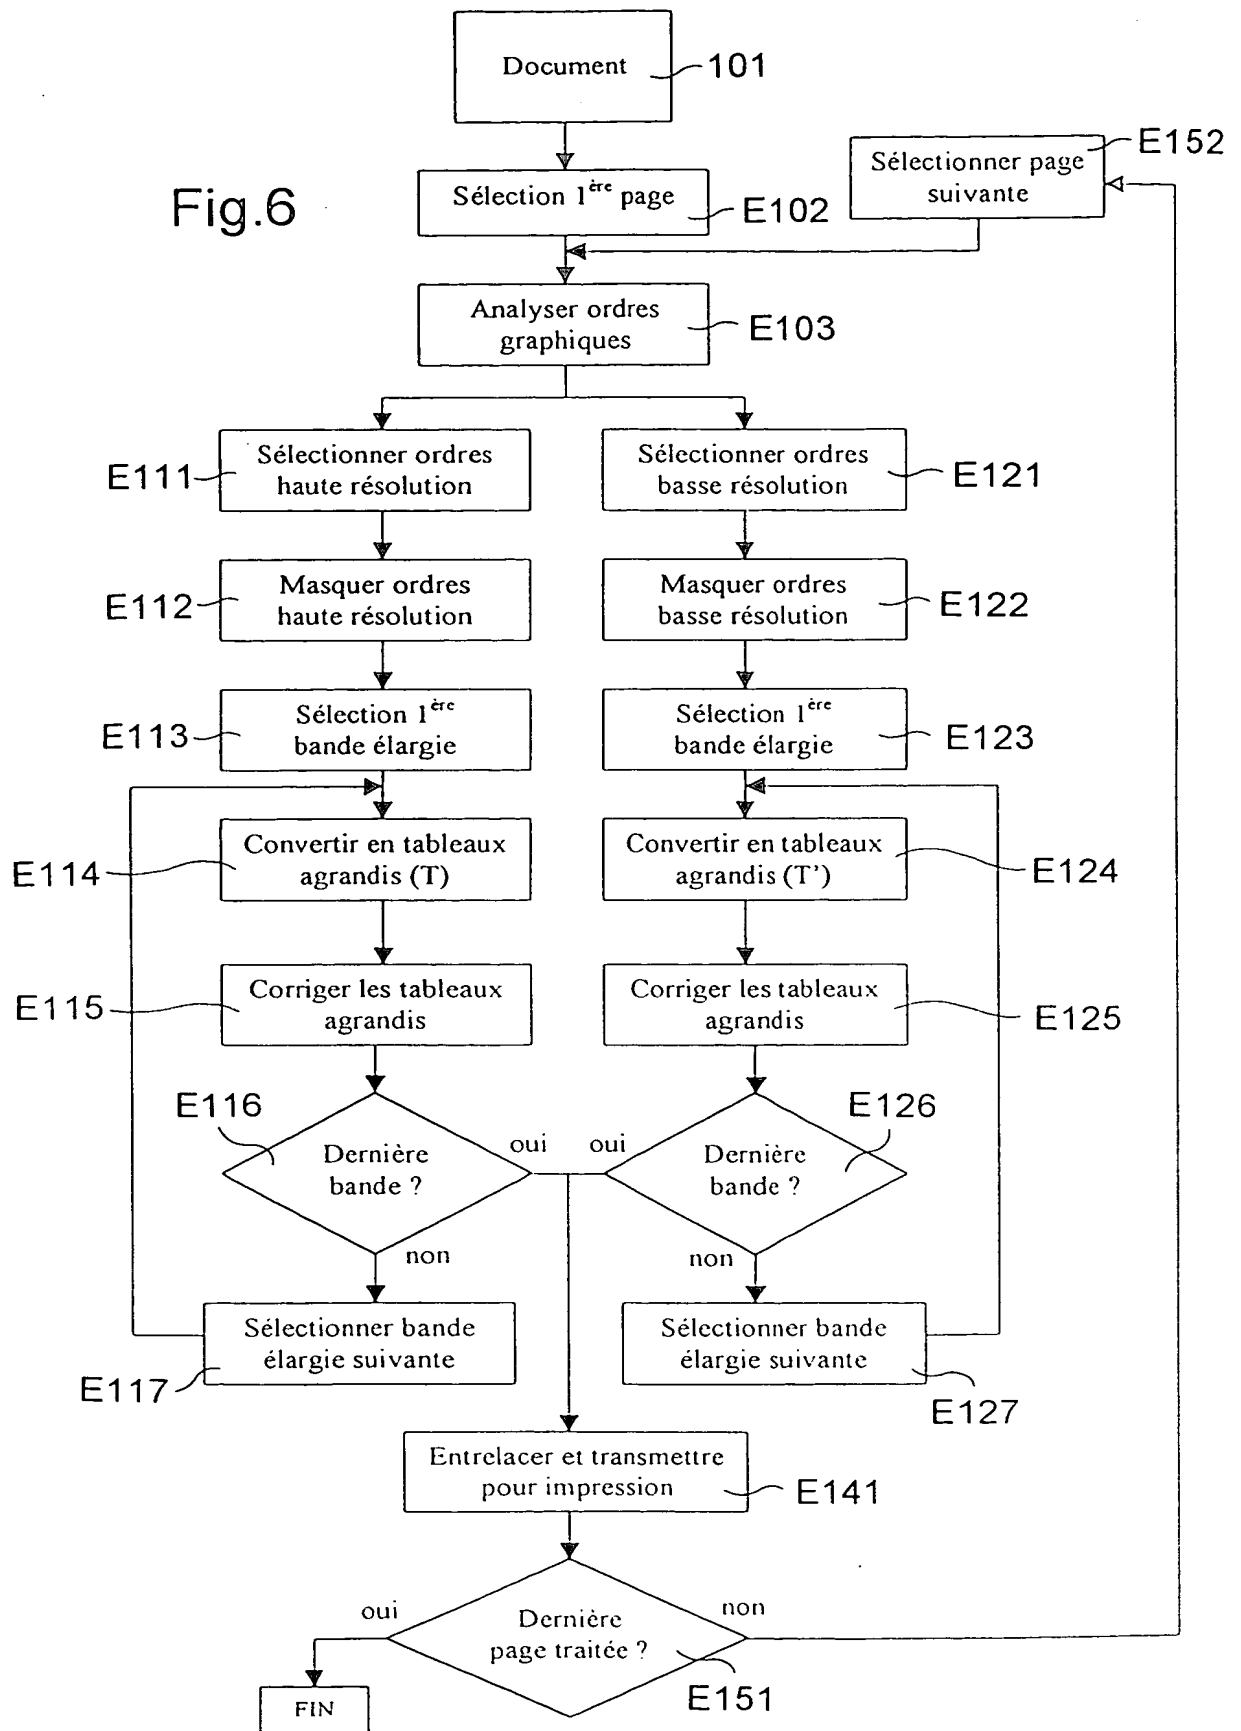 Document
101
Sélectionner page
suivante
E152
Fig.6
Sélection 1ère page
E102
Analyser ordres
graphiques
E103
E111
Sélectionner ordres
haute résolution
Sélectionner ordres
basse résolution
E121
E112
Masquer ordres
haute résolution
Masquer ordres
basse résolution
E122
E113
Sélection 1ère
bande élargie
Sélection 1ère
bande élargie
E123
E114
Convertir en tableaux
agrandis (T)
Convertir en tableaux
agrandis (T')
E124
E115
Corriger les tableaux
agrandis
Corriger les tableaux
agrandis
E125
E116
Dernière
bande ?
oui
non
oui
Dernière
bande ?
non
E126
Sélectionner bande
élargie suivante
E117
Sélectionner bande
élargie suivante
E127
Entrelacer et transmettre
pour impression
E141
oui
Dernière
page traitée ?
non
E151
FIN